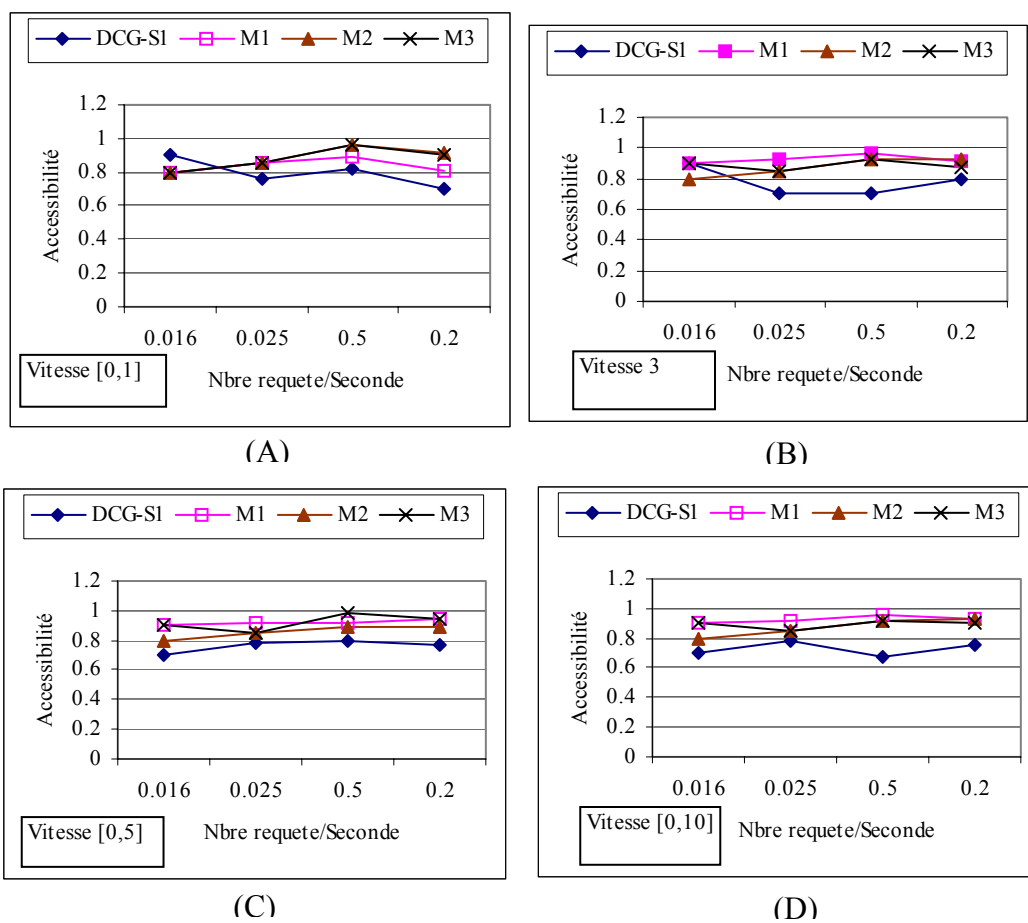 DCG-S1 M1 M2 M3
1.2
1
0.8
0.6
0.4
0.2
0
Accessibilité
0.016 0.025 0.5 0.2
Vitesse [0,1]
Nbre requete/Seconde
(A)
DCG-S1 M1 M2 M3
1.2
1
0.8
0.6
0.4
0.2
0
Accessibilité
0.016 0.025 0.5 0.2
Vitesse 3
Nbre requete/Seconde
(B)
DCG-S1 M1 M2 M3
1.2
1
0.8
0.6
0.4
0.2
0
Accessibilité
0.016 0.025 0.5 0.2
Vitesse [0,5]
Nbre requete/Seconde
(C)
DCG-S1 M1 M2 M3
1.2
1
0.8
0.6
0.4
0.2
0
Accessibilité
0.016 0.025 0.5 0.2
Vitesse [0,10]
Nbre requete/Seconde
(D)